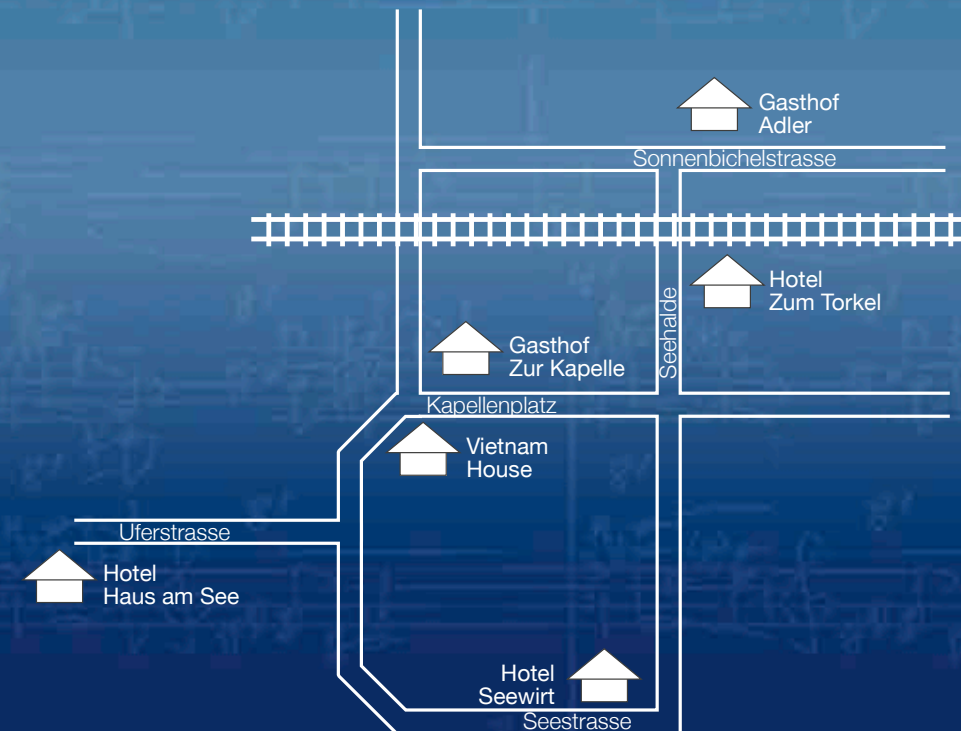 Gasthof
Adler
Sonnenbichelstrasse
Hotel
Zum Torkel
Seehalde
Gasthof
Zur Kapelle
Kapellenplatz
Vietnam
House
Uferstrasse
Hotel
Haus am See
Hotel
Seewirt
Seestrasse